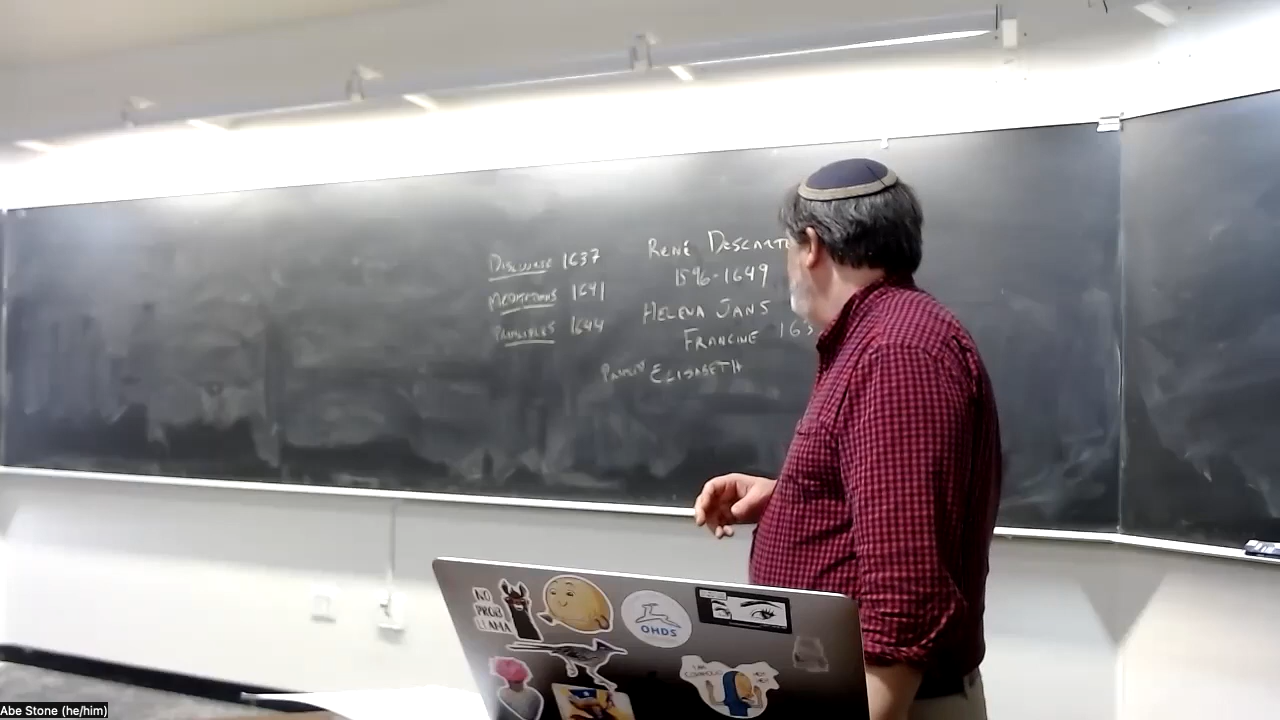 Discourse 1637
Meditations 1641
Principles 1644
René Descarte
1596-1649
Helena Jans
Francine 163
Elisabeth
NO
PROB
LLAMA
OHDS
Abe Stone (he/him)